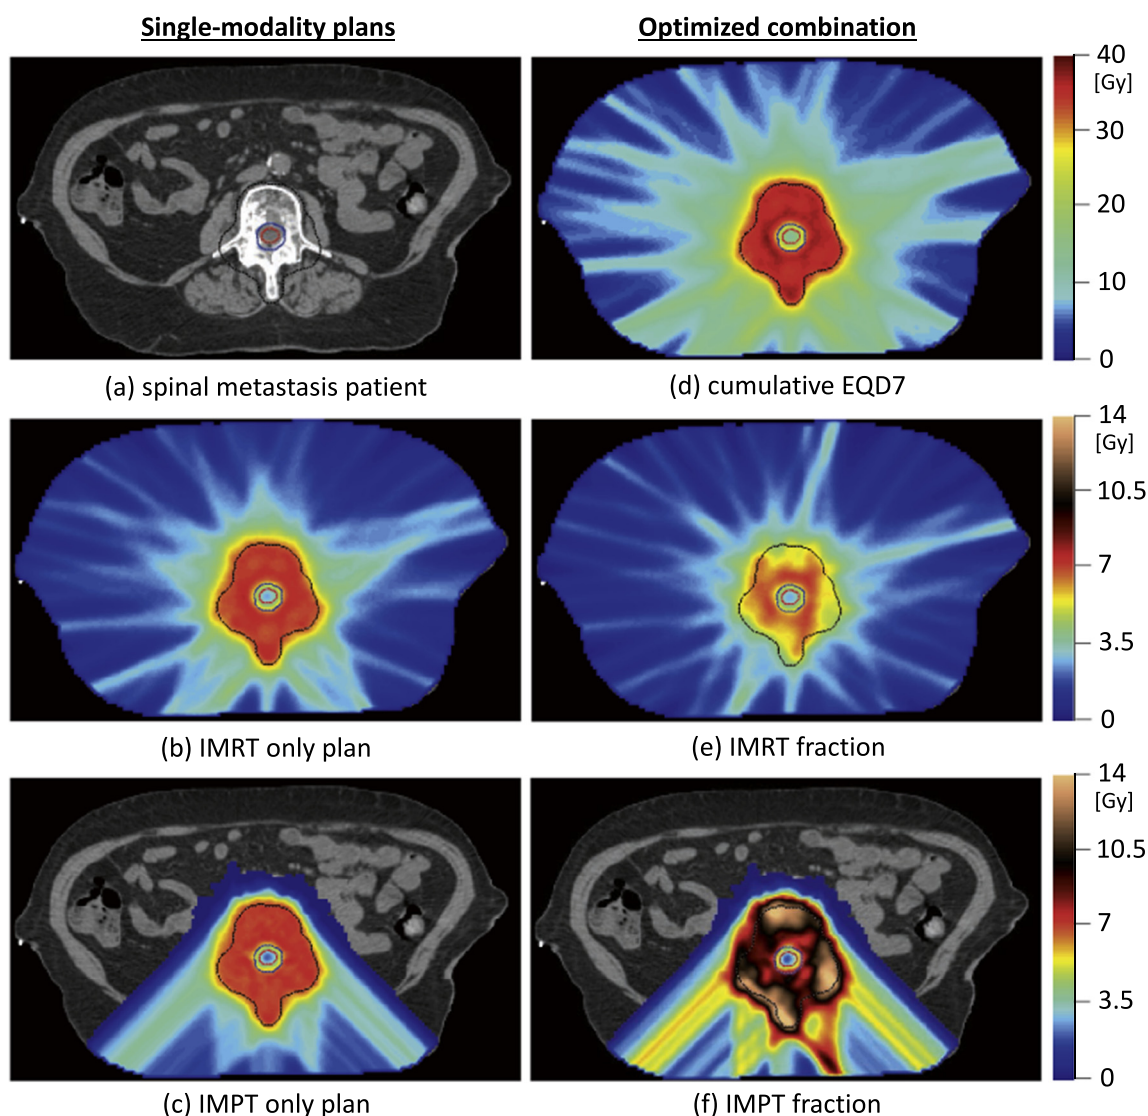 Single-modality plans
Optimized combination
40
[Gy]
30
20
10
0
(a) spinal metastasis patient
(d) cumulative EQD7
14
[Gy]
10.5
7
3.5
0
(b) IMRT only plan
(e) IMRT fraction
14
[Gy]
10.5
7
3.5
0
(c) IMPT only plan
(f) IMPT fraction